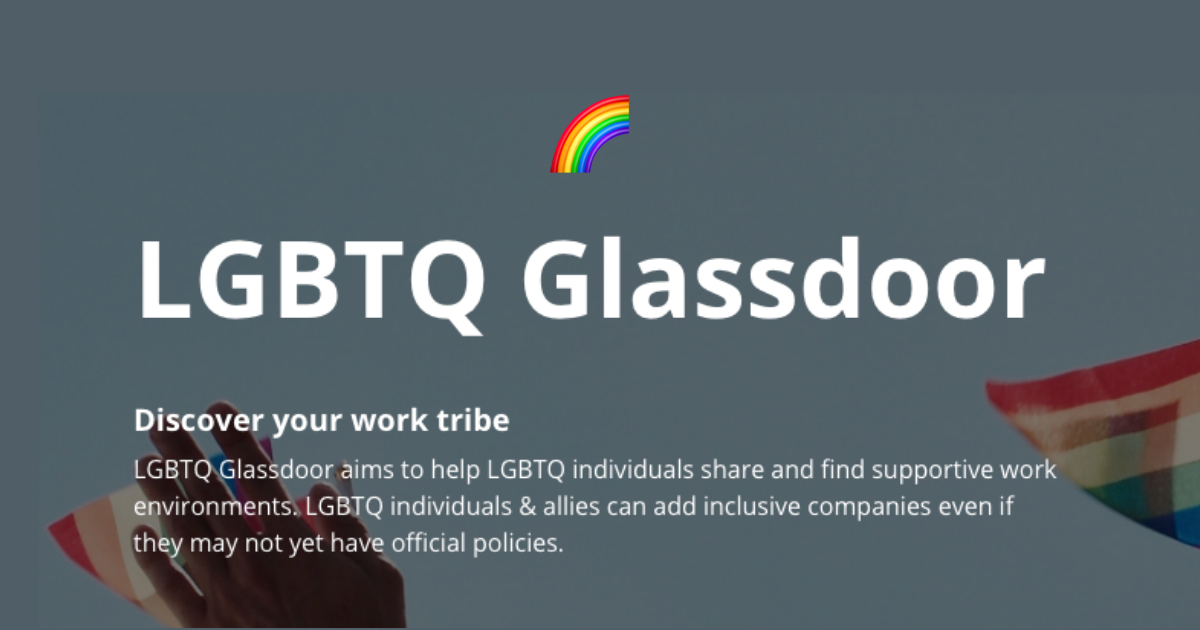 LGBTQ Glassdoor
Discover your work tribe
LGBTQ Glassdoor aims to help LGBTQ individuals share and find supportive work
environments. LGBTQ individuals & allies can add inclusive companies even if
they may not yet have official policies.